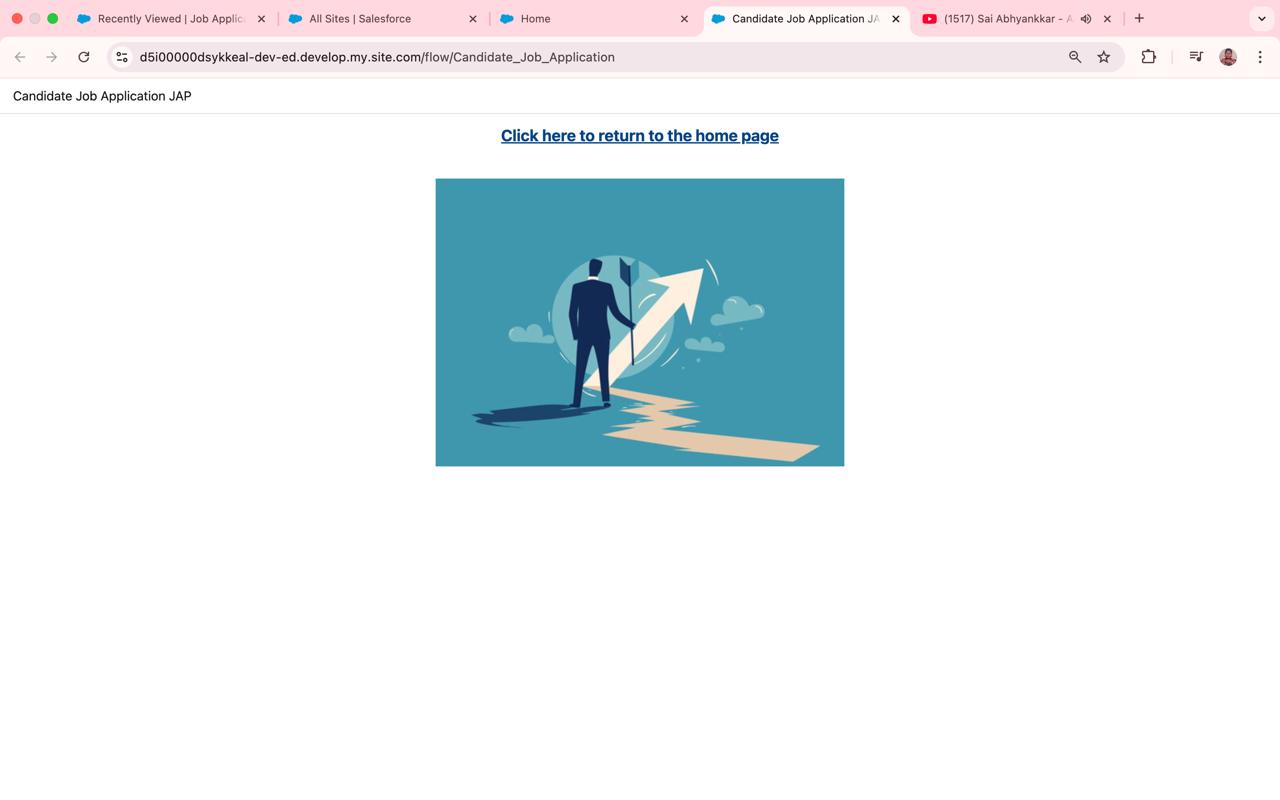 Recently Viewed | Job Applic
All Sites | Salesforce
Home
Candidate Job Application JA
(1517) Sai Abhyankkar - A
d5i00000dsykkeal-dev-ed.develop.my.site.com/flow/Candidate_Job_Application
Candidate Job Application JAP
Click here to return to the home page